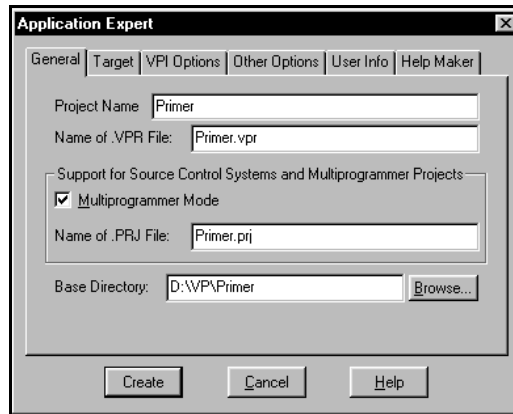 Application Expert
General Target VPI Options Other Options User Info Help Maker
Project Name Primer
Name of .VPR File: Primer.vpr
Support for Source Control Systems and Multiprogrammer Projects
Multiprogrammer Mode
Name of .PRJ File: Primer.prj
Base Directory: D:\VP\Primer Browse...
Create Cancel Help